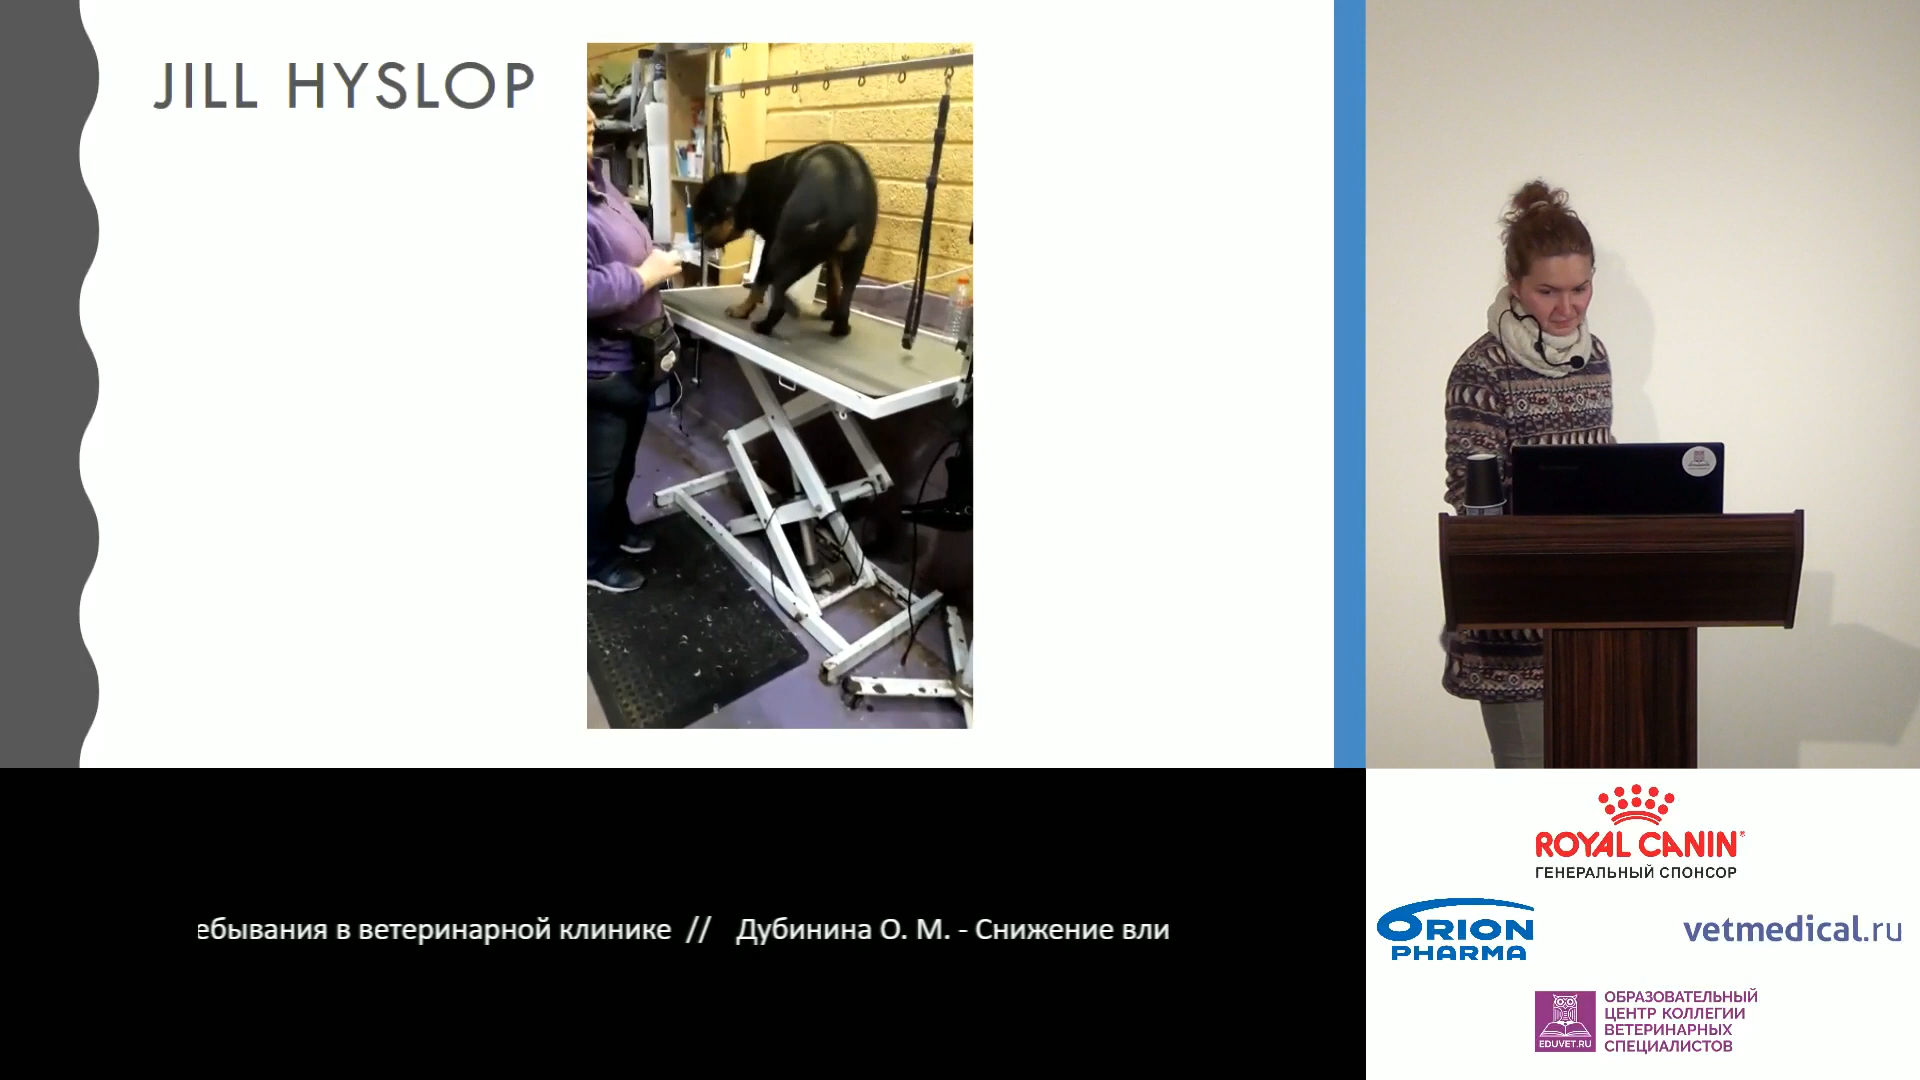 JILL HYSLOP
ебывания в ветеринарной клинике // Дубинина О. М. - Снижение вли
ROYAL CANIN
ГЕНЕРАЛЬНЫЙ СПОНСОР
ORION
PHARMA
vetmedical.ru
EDUVET.RU
ОБРАЗОВАТЕЛЬНЫЙ
ЦЕНТР КОЛЛЕГИИ
ВЕТЕРИНАРНЫХ
СПЕЦИАЛИСТОВ